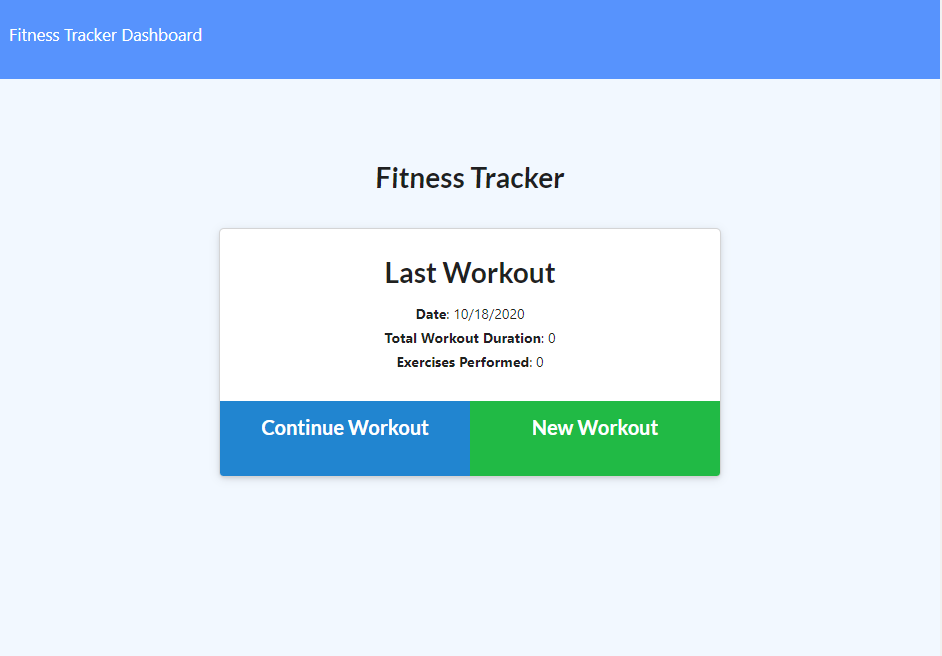 Fitness Tracker Dashboard
Fitness Tracker
Last Workout
Date: 10/18/2020
Total Workout Duration: 0
Exercises Performed: 0
Continue Workout
New Workout